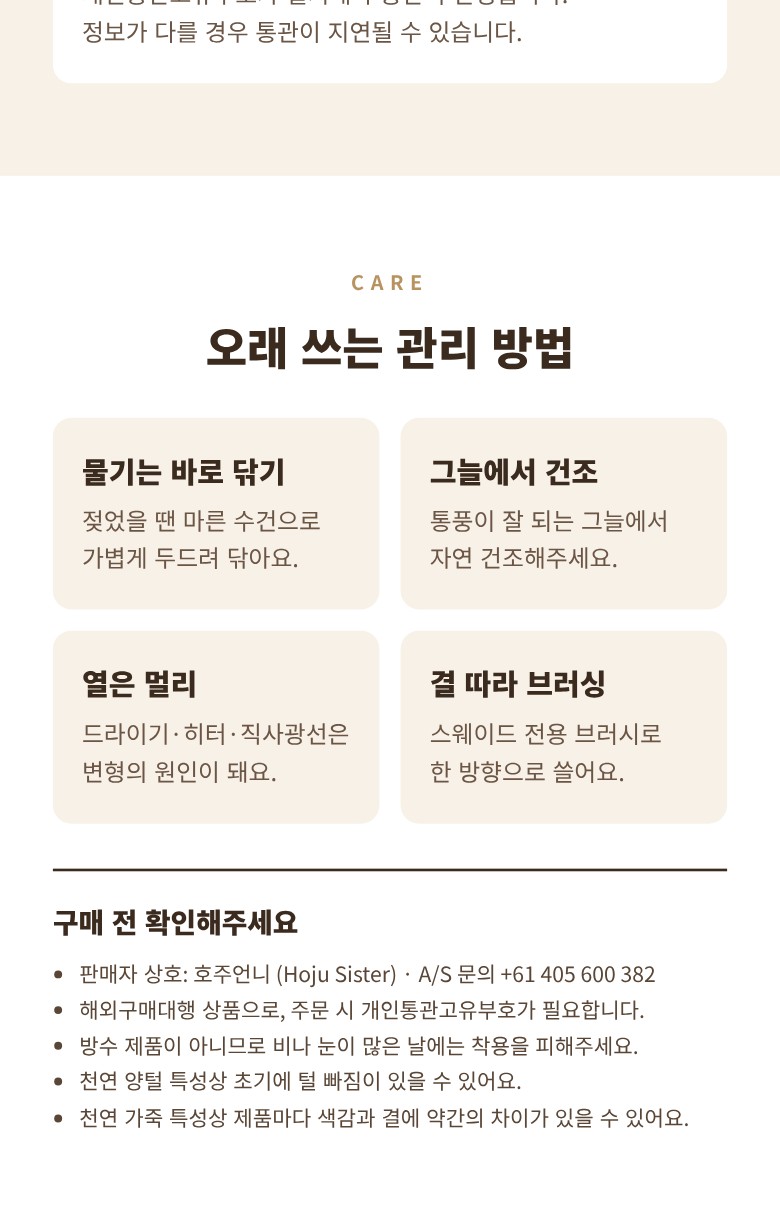 정보가 다를 경우 통관이 지연될 수 있습니다.
CARE
오래 쓰는 관리 방법
물기는 바로 닦기
젖었을 땐 마른 수건으로
가볍게 두드려 닦아요.
그늘에서 건조
통풍이 잘 되는 그늘에서
자연 건조해주세요.
열은 멀리
드라이기·히터·직사광선은
변형의 원인이 돼요.
결 따라 브러싱
스웨이드 전용 브러시로
한 방향으로 쓸어요.
구매 전 확인해주세요
• 판매자 상호: 호주언니 (Hoju Sister) · A/S 문의 +61 405 600 382
• 해외구매대행 상품으로, 주문 시 개인통관고유부호가 필요합니다.
• 방수 제품이 아니므로 비나 눈이 많은 날에는 착용을 피해주세요.
• 천연 양털 특성상 초기에 털 빠짐이 있을 수 있어요.
• 천연 가죽 특성상 제품마다 색감과 결에 약간의 차이가 있을 수 있어요.